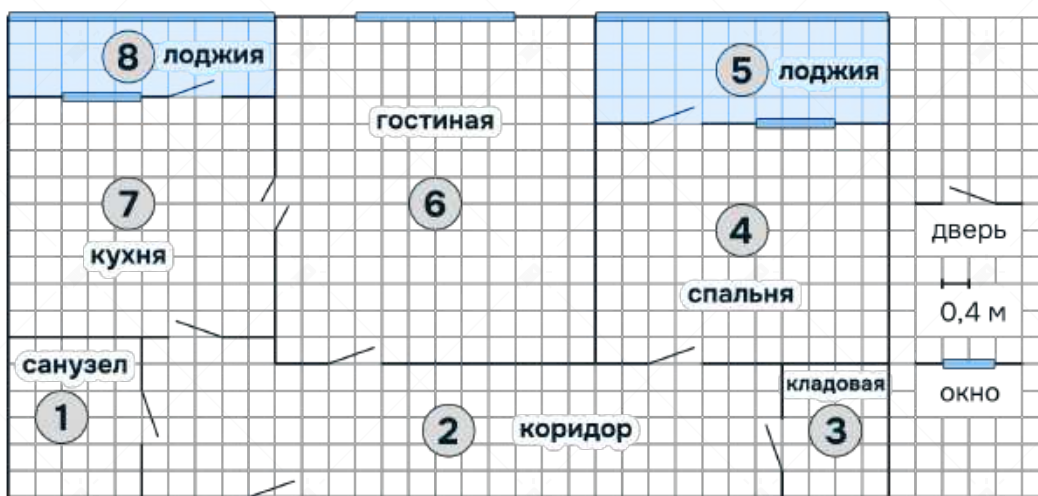 8 лоджия
5 лоджия
гостиная
7
6
4
дверь
кухня
спальня
0,4 м
санузел
кладовая
окно
1
2
коридор
3